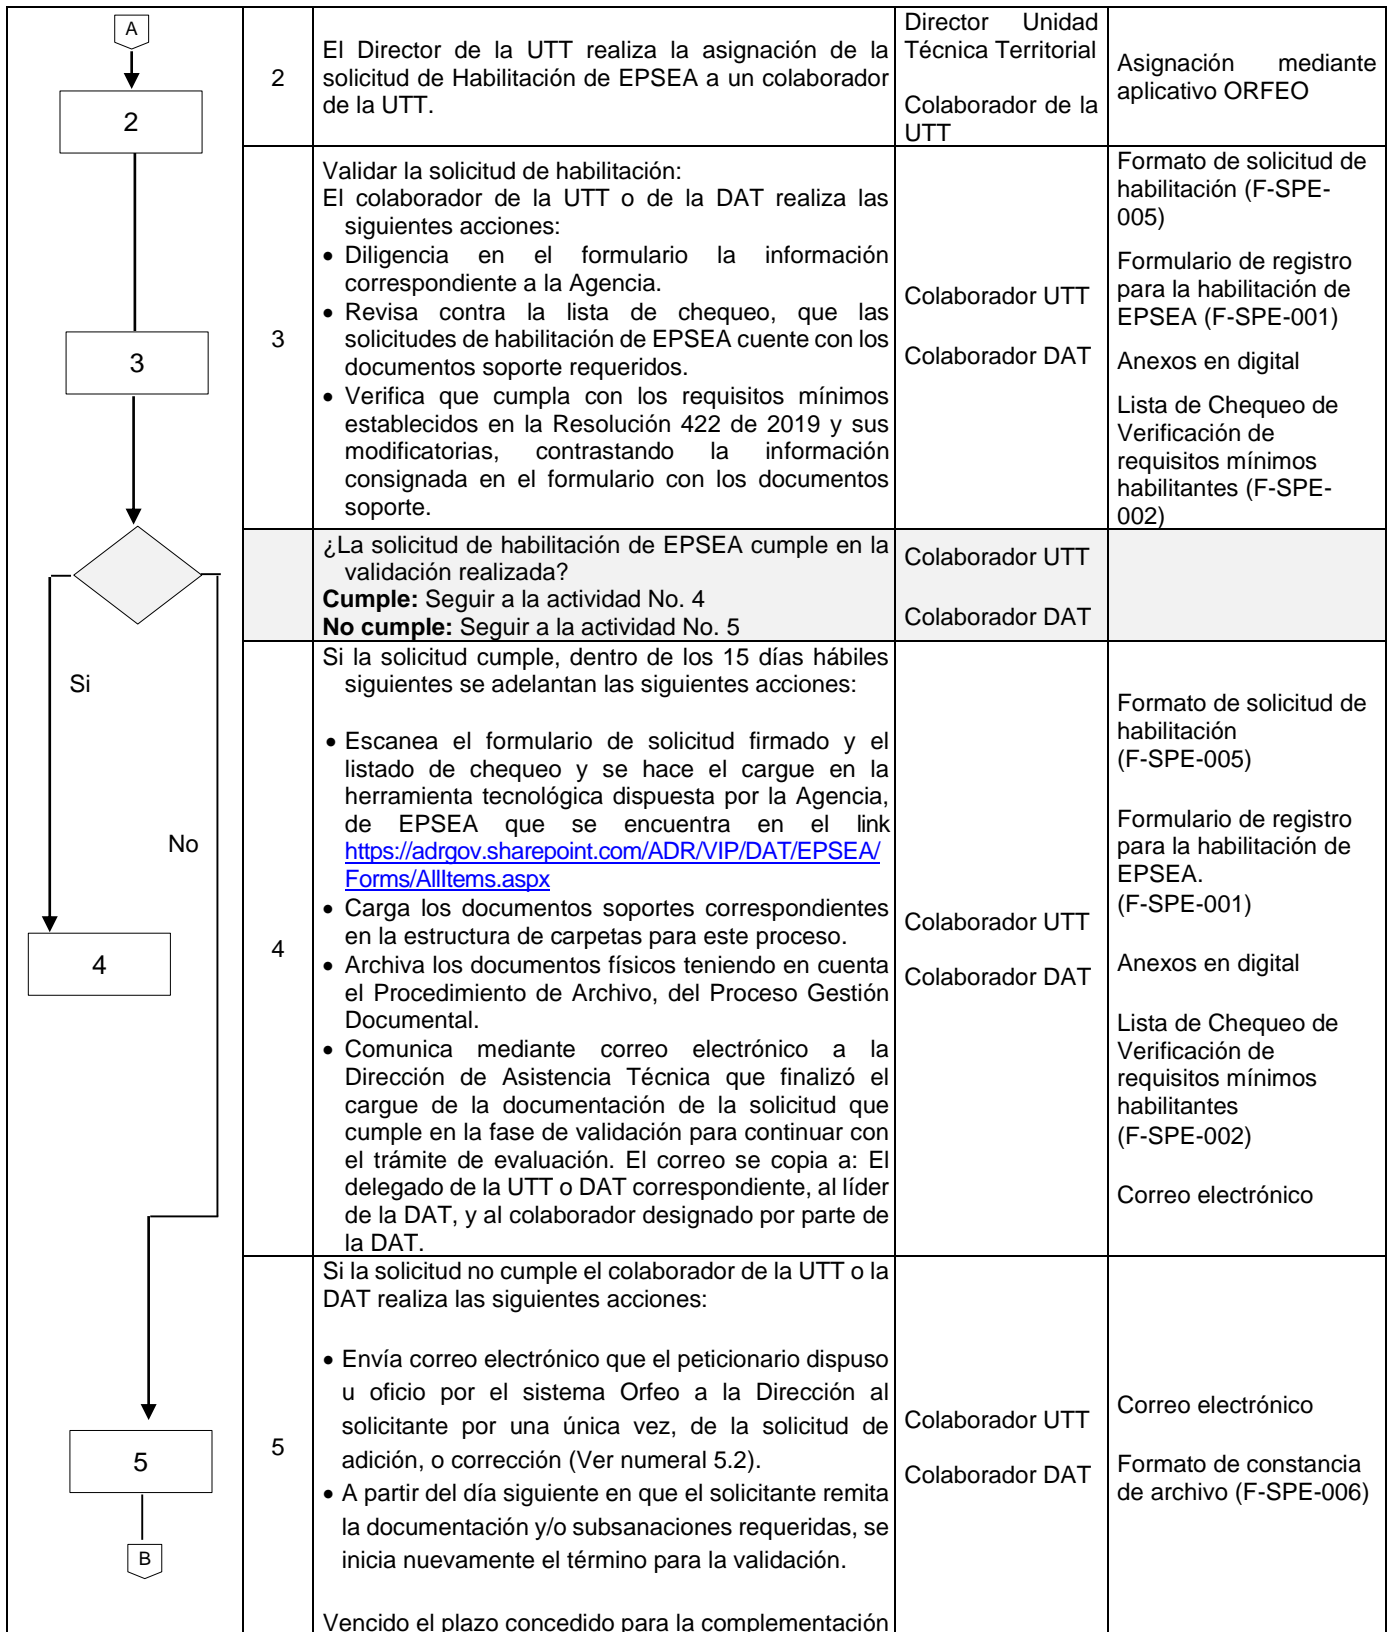 A
2
3
Si
No
4
5
B
2
El Director de la UTT realiza la asignación de la
solicitud de Habilitación de EPSEA a un colaborador
de la UTT.
Director Unidad
Técnica Territorial
Colaborador de la
UTT
Asignación mediante
aplicativo ORFEO
3
Validar la solicitud de habilitación:
El colaborador de la UTT o de la DAT realiza las
siguientes acciones:
• Diligencia en el formulario la información
correspondiente a la Agencia.
• Revisa contra la lista de chequeo, que las
solicitudes de habilitación de EPSEA cuente con los
documentos soporte requeridos.
• Verifica que cumpla con los requisitos mínimos
establecidos en la Resolución 422 de 2019 y sus
modificatorias, contrastando la información
consignada en el formulario con los documentos
soporte.
Colaborador UTT
Colaborador DAT
Formato de solicitud de
habilitación (F-SPE-
005)
Formulario de registro
para la habilitación de
EPSEA (F-SPE-001)
Anexos en digital
Lista de Chequeo de
Verificación de
requisitos mínimos
habilitantes (F-SPE-
002)
¿La solicitud de habilitación de EPSEA cumple en la
validación realizada?
Cumple: Seguir a la actividad No. 4
No cumple: Seguir a la actividad No. 5
Colaborador UTT
Colaborador DAT
4
Si la solicitud cumple, dentro de los 15 días hábiles
siguientes se adelantan las siguientes acciones:
• Escanea el formulario de solicitud firmado y el
listado de chequeo y se hace el cargue en la
herramienta tecnológica dispuesta por la Agencia,
de EPSEA que se encuentra en el link
https://adrgov.sharepoint.com/ADR/VIP/DAT/EPSEA/
Forms/AllItems.aspx
• Carga los documentos soportes correspondientes
en la estructura de carpetas para este proceso.
• Archiva los documentos físicos teniendo en cuenta
el Procedimiento de Archivo, del Proceso Gestión
Documental.
• Comunica mediante correo electrónico a la
Dirección de Asistencia Técnica que finalizó el
cargue de la documentación de la solicitud que
cumple en la fase de validación para continuar con
el trámite de evaluación. El correo se copia a: El
delegado de la UTT o DAT correspondiente, al líder
de la DAT, y al colaborador designado por parte de
la DAT.
Colaborador UTT
Colaborador DAT
Formato de solicitud de
habilitación
(F-SPE-005)
Formulario de registro
para la habilitación de
EPSEA.
(F-SPE-001)
Anexos en digital
Lista de Chequeo de
Verificación de
requisitos mínimos
habilitantes
(F-SPE-002)
Correo electrónico
5
Si la solicitud no cumple el colaborador de la UTT o la
DAT realiza las siguientes acciones:
• Envía correo electrónico que el peticionario dispuso
u oficio por el sistema Orfeo a la Dirección al
solicitante por una única vez, de la solicitud de
adición, o corrección (Ver numeral 5.2).
• A partir del día siguiente en que el solicitante remita
la documentación y/o subsanaciones requeridas, se
inicia nuevamente el término para la validación.
Vencido el plazo concedido para la complementación
Colaborador UTT
Colaborador DAT
Correo electrónico
Formato de constancia
de archivo (F-SPE-006)